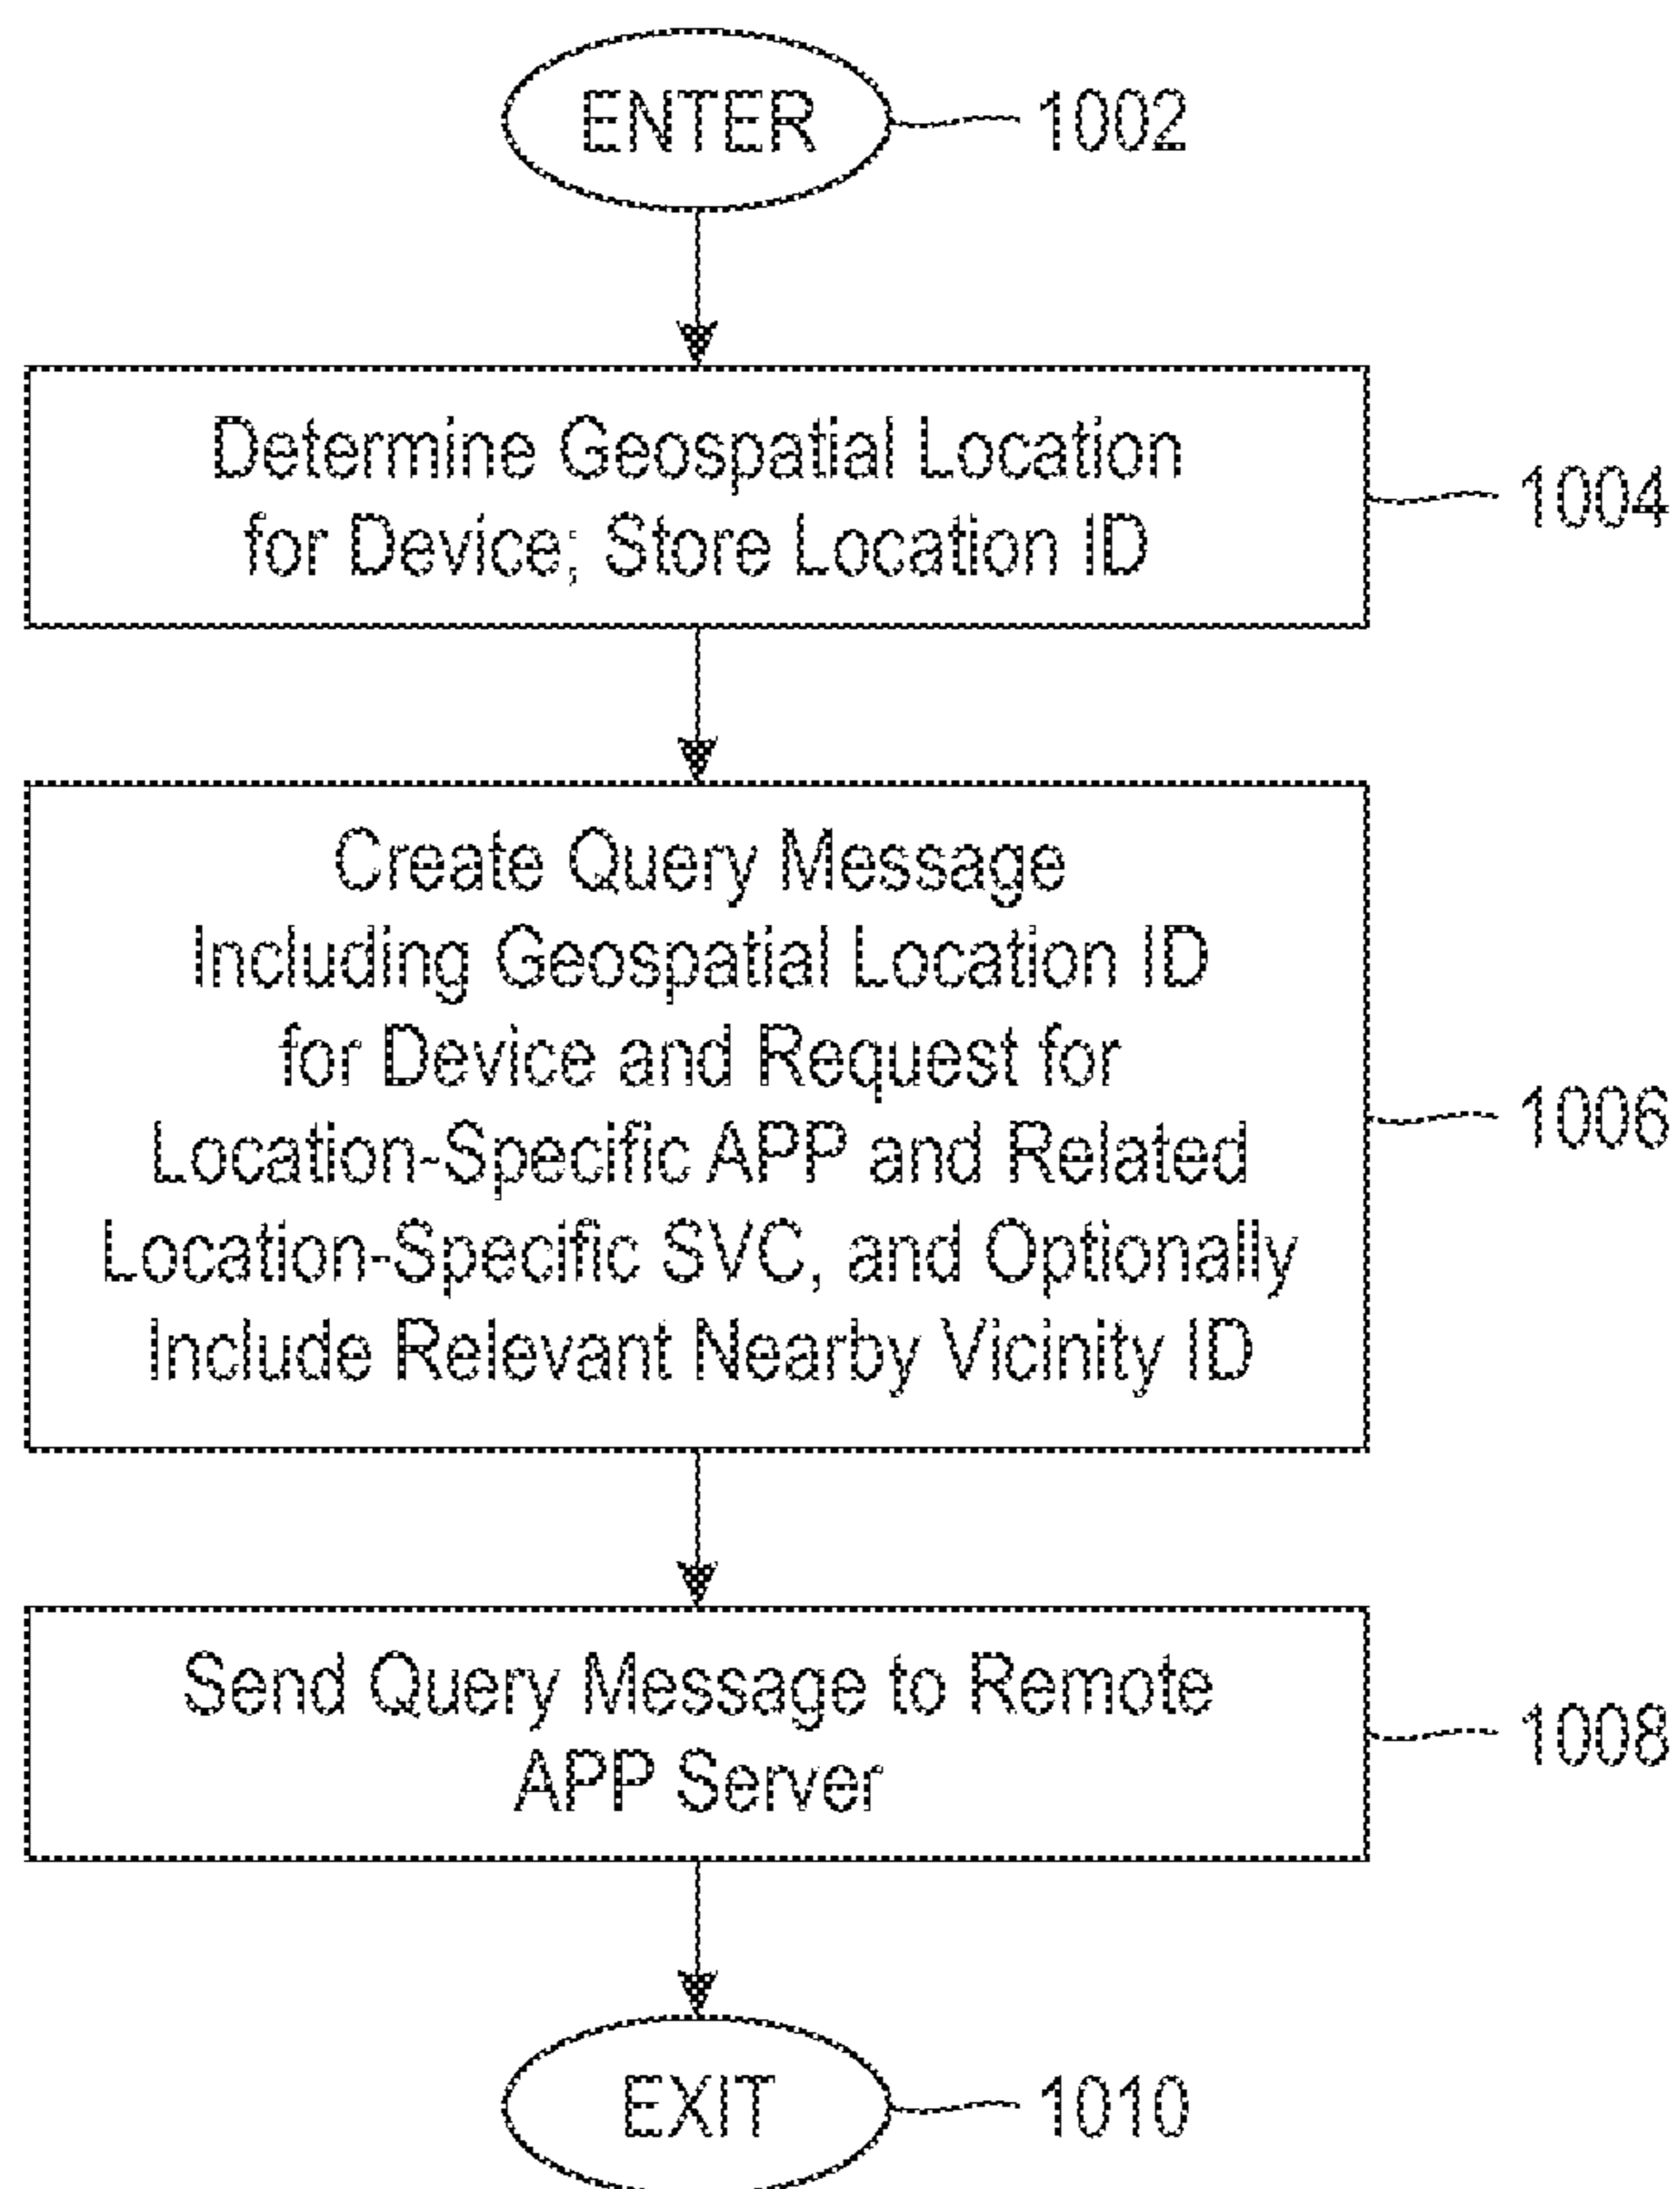 ENTER
1002
Determine Geospatial Location
for Device; Store Location ID
1004
Create Query Message
Including Geospatial Location ID
for Device and Request for
Location-Specific APP and Related
Location-Specific SVC, and Optionally
Include Relevant Nearby Vicinity ID
1006
Send Query Message to Remote
APP Server
1008
EXIT
1010